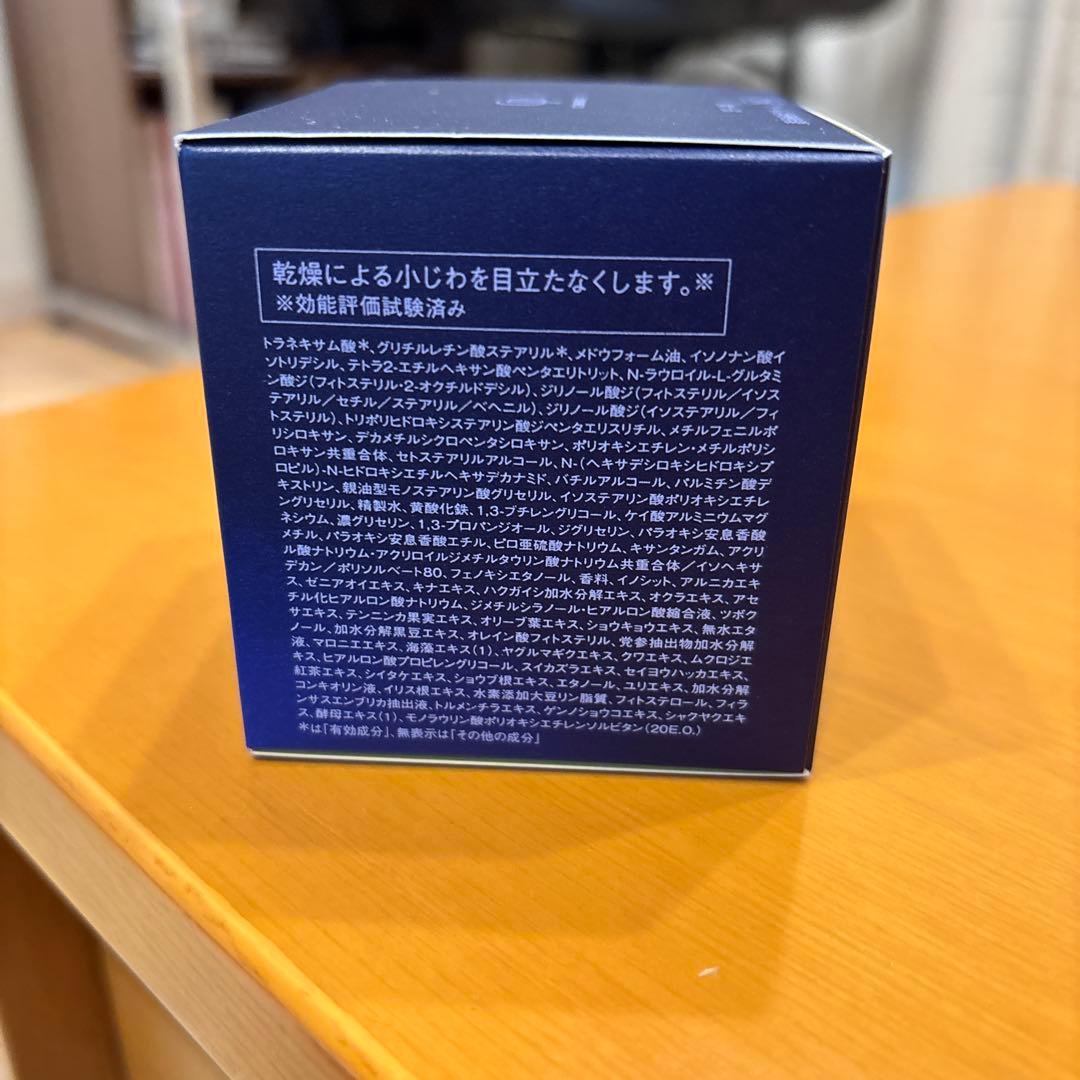 乾燥による小じわを目立たなくします。※
※効能評価試験済み
トラネキサム酸＊、グリチルレチン酸ステアリル＊、メドウフォーム油、イソノナン酸イ
ソトリデシル、テトラ2-エチルヘキサン酸ペンタエリトリット、N-ラウロイル-L-グルタミ
ン酸ジ(フィトステリル・2-オクチルドデシル)、ジリノール酸ジ(フィトステリル／イソス
テアリル／セチル／ステアリル／ベヘニル)、ジリノール酸ジ(イソステアリル／フィ
トステリル)、トリポリヒドロキシステアリン酸ジペンタエリスリチル、メチルフェニルポ
リシロキサン、デカメチルシクロペンタシロキサン、ポリオキシエチレン・メチルポリシ
ロキサン共重合体、セトステアリルアルコール、N-(ヘキサデシロキシヒドロキシプ
ロピル)-N-ヒドロキシエチルヘキサデカナミド、バチルアルコール、パルミチン酸デ
キストリン、親油型モノステアリン酸グリセリル、イソステアリン酸ポリオキシエチレ
ングリセリル、精製水、黄酸化鉄、1,3-ブチレングリコール、ケイ酸アルミニウムマグ
ネシウム、濃グリセリン、1,3-プロパンジオール、ジグリセリン、パラオキシ安息香酸
メチル、パラオキシ安息香酸エチル、ピロ亜硫酸ナトリウム、キサンタンガム、アクリ
ル酸ナトリウム・アクリロイルジメチルタウリン酸ナトリウム共重合体／イソヘキサ
デカン／ポリソルベート80、フェノキシエタノール、香料、イノシット、アルニカエキ
ス、ゼニアオイエキス、キナエキス、ハクガイシ加水分解エキス、オクラエキス、アセ
チル化ヒアルロン酸ナトリウム、ジメチルシラノール・ヒアルロン酸縮合液、ツボク
サエキス、テンニンカ果実エキス、オリーブ葉エキス、ショウキョウエキス、無水エタ
ノール、加水分解黒豆エキス、オレイン酸フィトステリル、党参抽出物加水分解
液、マロニエエキス、海藻エキス(1)、ヤグルマギクエキス、クワエキス、ムクロジエ
キス、ヒアルロン酸プロピレングリコール、スイカズラエキス、セイヨウハッカエキス、
紅茶エキス、シイタケエキス、ショウブ根エキス、エタノール、ユリエキス、加水分解
コンキオリン液、イリス根エキス、水素添加大豆リン脂質、フィトステロール、フィラ
ンサスエンブリカ抽出液、トルメンチラエキス、ゲンノショウコエキス、シャクヤクエキ
ス、酵母エキス(1)、モノラウリン酸ポリオキシエチレンソルビタン(20E.O.)
＊は「有効成分」、無表示は「その他の成分」